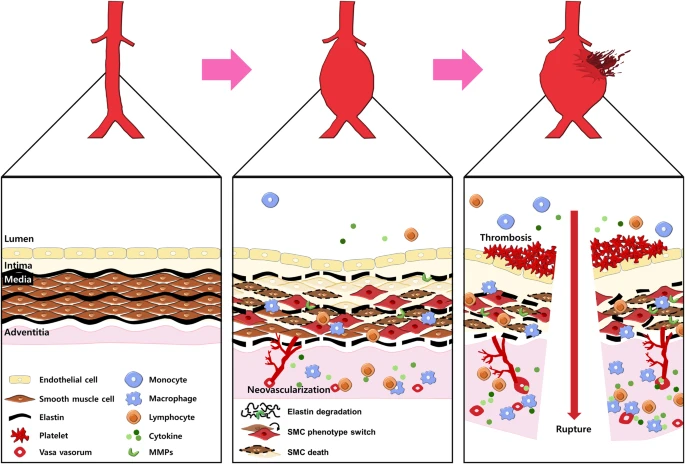 Lumen
Intima
Media
Adventitia
Endothelial cell
Smooth muscle cell
Elastin
Platelet
Vasa vasorum
Monocyte
Macrophage
Lymphocyte
Cytokine
MMPs
Neovascularization
Elastin degradation
SMC phenotype switch
SMC death
Thrombosis
Rupture